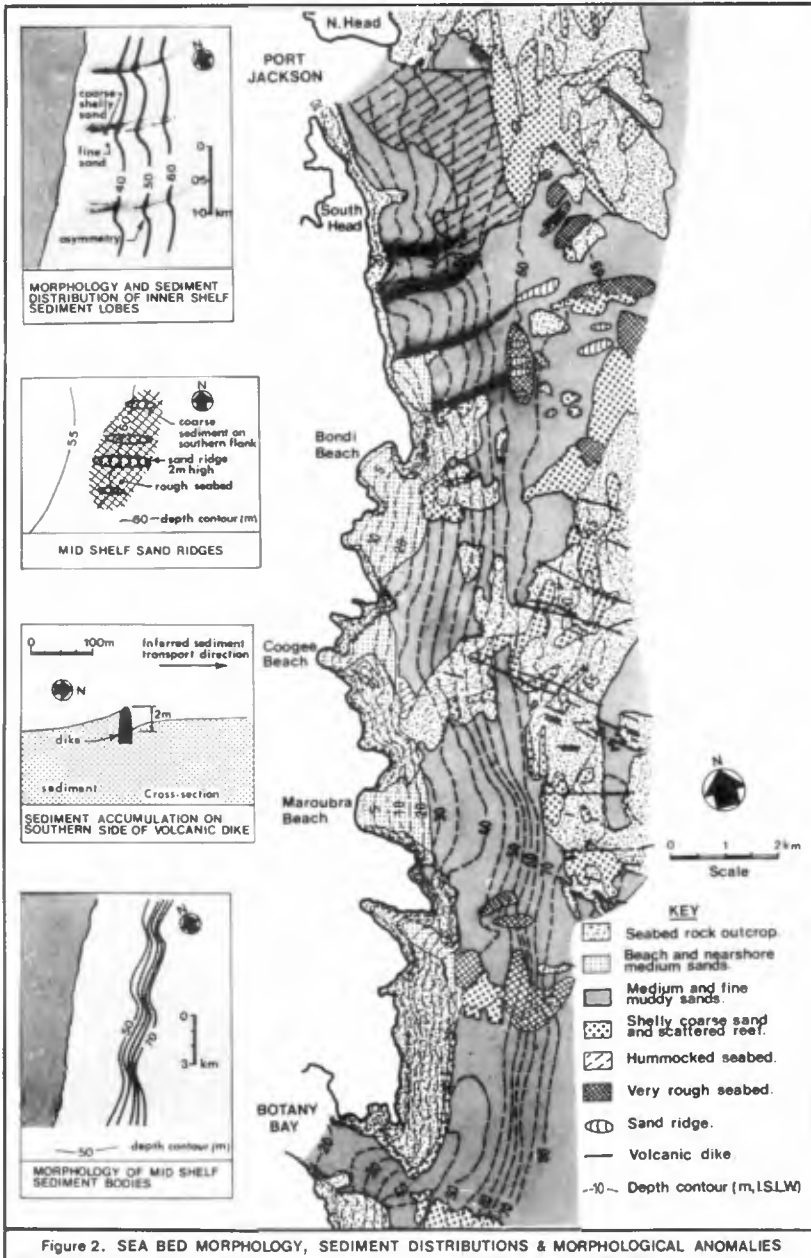 N. Head
PORT
JACKSON
South
Head
Bondi
Beach
Coogee
Beach
Maroubra
Beach
BOTANY
BAY
N
coarse
shelly
sand
fine
sand
40
50
60
0
05
1.0 km
asymmetry
MORPHOLOGY AND SEDIMENT
DISTRIBUTION OF INNER SHELF
SEDIMENT LOBES
N
55
60
coarse
sediment on
southern flank
sand ridge
2m high
rough seabed
—60— depth contour (m)
MID SHELF SAND RIDGES
0 100m
Inferred sediment
transport direction
N
2m
dike
sediment
Cross-section
SEDIMENT ACCUMULATION ON
SOUTHERN SIDE OF VOLCANIC DIKE
50
70
0
3 km
—50— depth contour (m)
MORPHOLOGY OF MID SHELF
SEDIMENT BODIES
N
0 1 2 km
Scale
KEY
Seabed rock outcrop.
Beach and nearshore
medium sands.
Medium and fine
muddy sands.
Shelly coarse sand
and scattered reef.
Hummocked seabed.
Very rough seabed.
Sand ridge.
Volcanic dike
--10-- Depth contour (m, I.S.L.W.)
Figure 2. SEA BED MORPHOLOGY, SEDIMENT DISTRIBUTIONS & MORPHOLOGICAL ANOMALIES